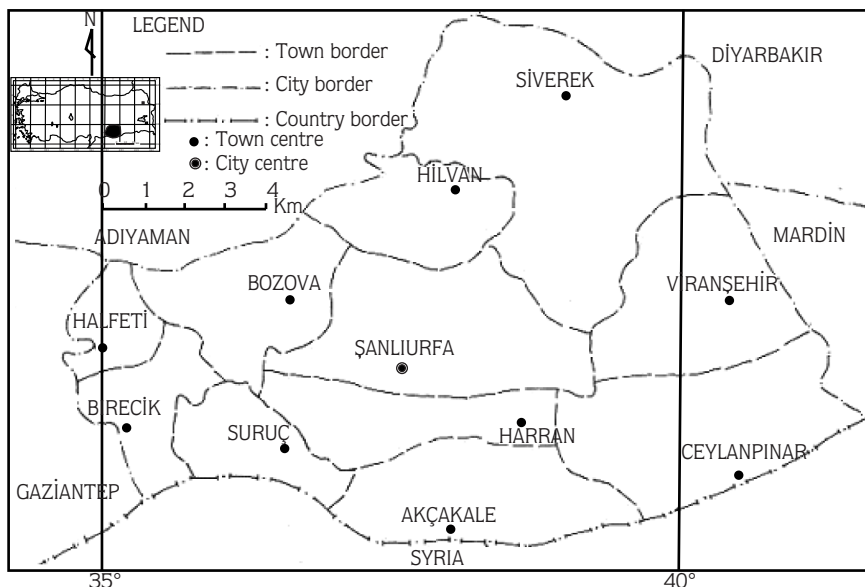 N
LEGEND
: Town border
: City border
: Country border
: Town centre
: City centre
0 1 2 3 4
Km
DİYARBAKIR
SİVEREK
HİLVAN
ADIYAMAN
MARDİN
BOZOVA
VİRANŞEHİR
HALFETİ
ŞANLIURFA
BİRECİK
SURUÇ
HARRAN
CEYLANPINAR
GAZİANTEP
AKÇAKALE
SYRIA
35° 40°